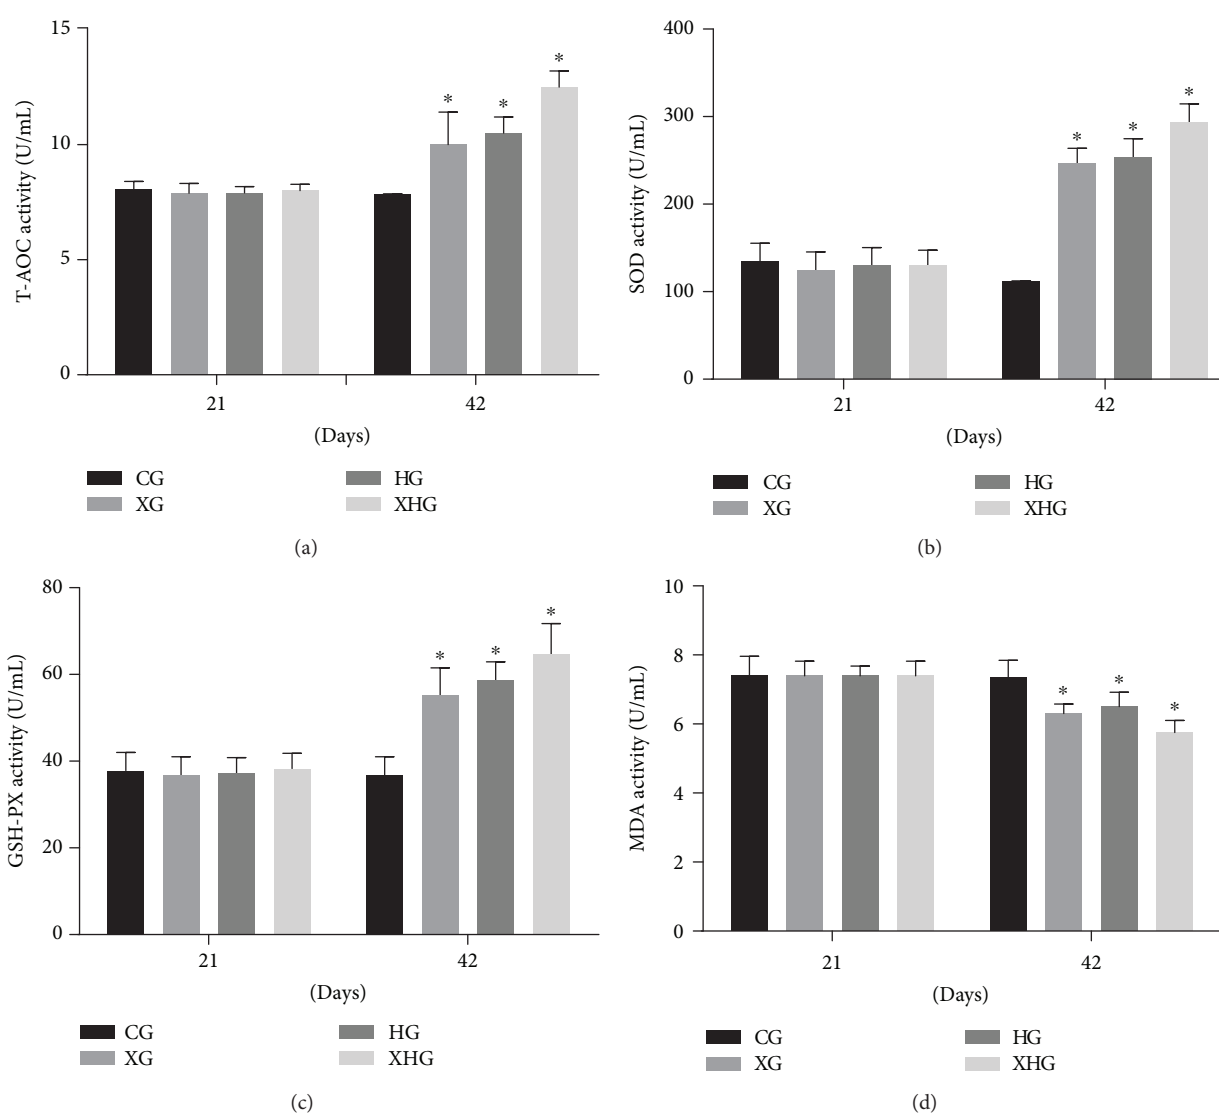 T-AOC activity (U/mL)
15
10
5
0
*
*
*
21
42
(Days)
CG
HG
XG
XHG
(a)
SOD activity (U/mL)
400
300
200
100
0
*
*
*
21
42
(Days)
CG
HG
XG
XHG
(b)
GSH-PX activity (U/mL)
80
60
40
20
0
*
*
*
21
42
(Days)
CG
HG
XG
XHG
(c)
MDA activity (U/mL)
10
8
6
4
2
0
*
*
*
21
42
(Days)
CG
HG
XG
XHG
(d)